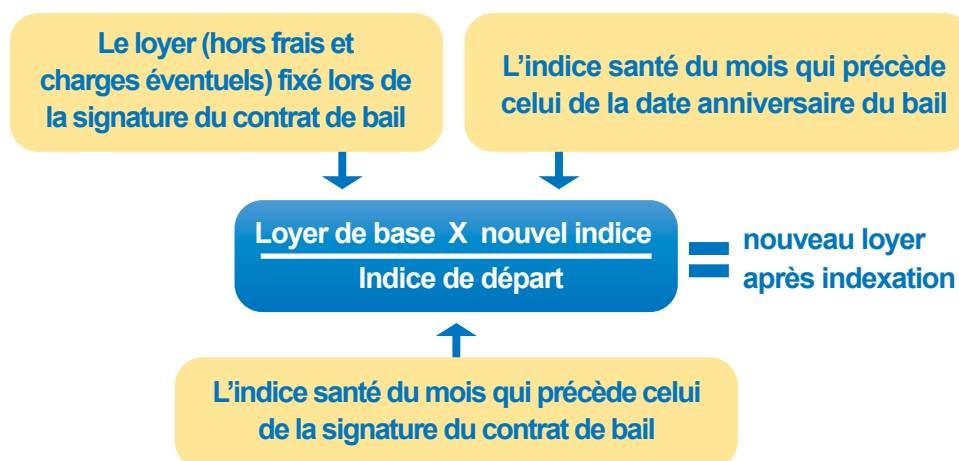 Le loyer (hors frais et
charges éventuels) fixé lors de
la signature du contrat de bail
L'indice santé du mois qui précède
celui de la date anniversaire du bail
Loyer de base X nouvel indice
Indice de départ
=
nouveau loyer
après indexation
L'indice santé du mois qui précède celui
de la signature du contrat de bail